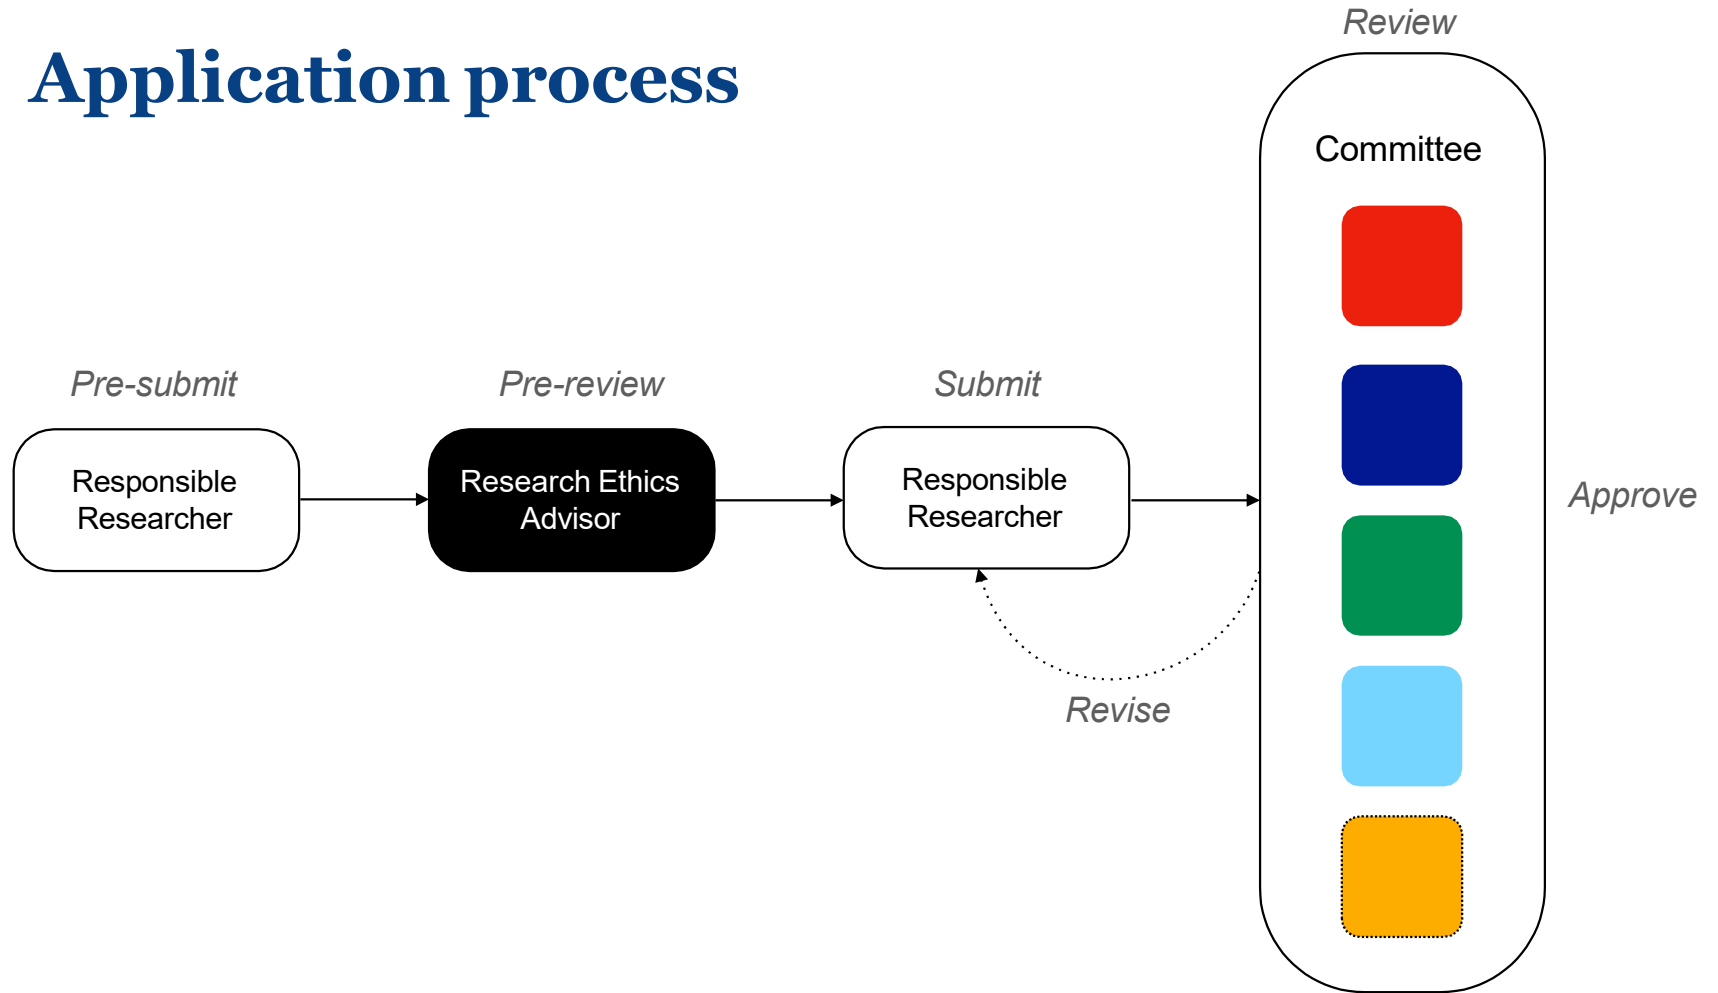 Application process
Review
Committee
Pre-submit
Responsible
Researcher
Pre-review
Research Ethics
Advisor
Submit
Responsible
Researcher
Approve
Revise